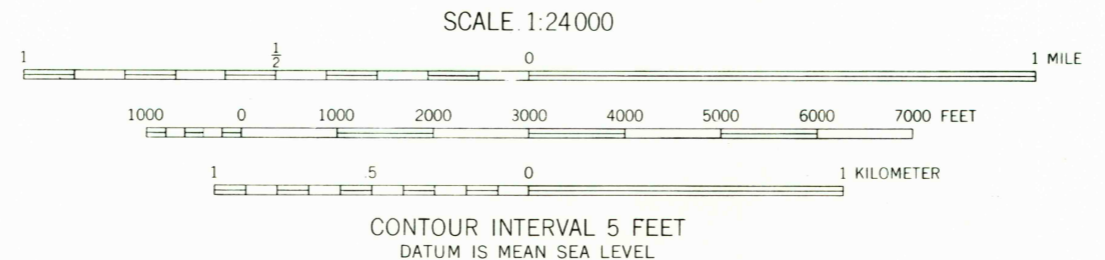 SCALE 1:24000
1 ½ 0 1 MILE
1000 0 1000 2000 3000 4000 5000 6000 7000 FEET
1 .5 0 1 KILOMETER
CONTOUR INTERVAL 5 FEET
DATUM IS MEAN SEA LEVEL